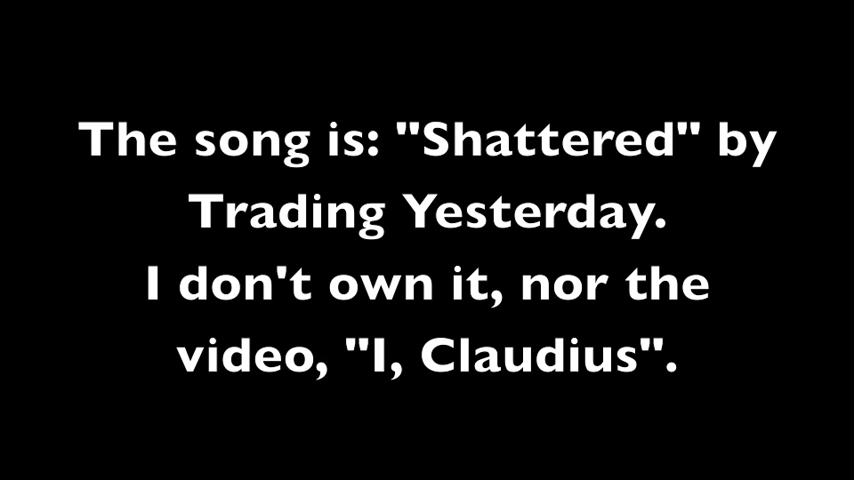 The song is: "Shattered" by
Trading Yesterday.
I don't own it, nor the
video, "I, Claudius".